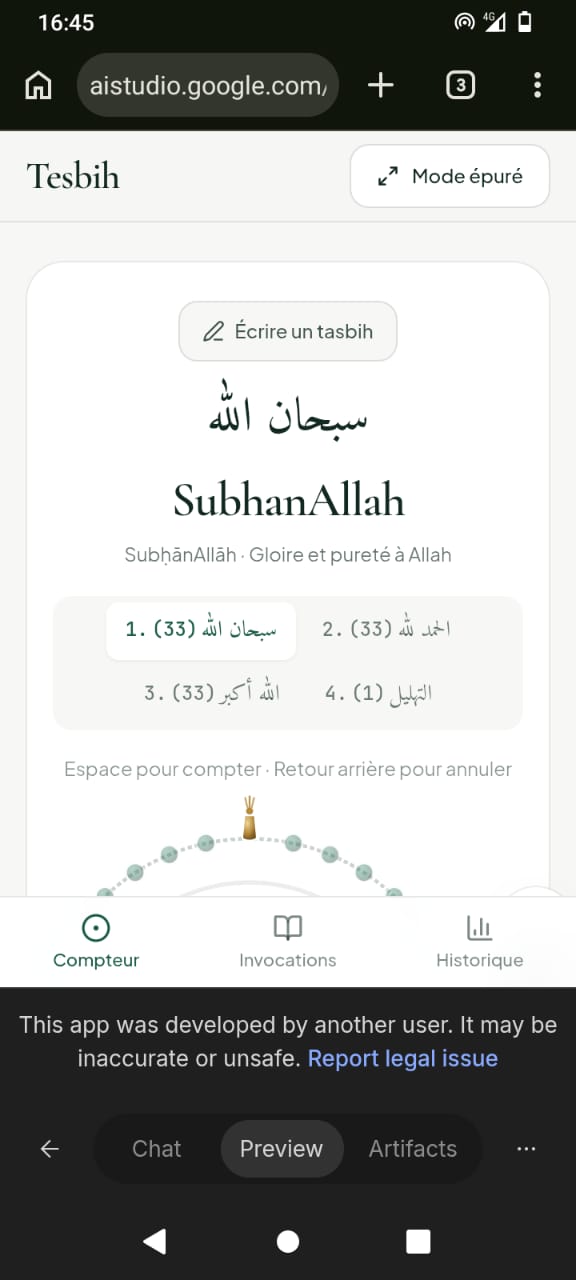 16:45
4G
aistudio.google.com/
3
Tesbih
Mode épuré
Écrire un tasbih
سبحان الله
SubhanAllah
SubḥānAllāh · Gloire et pureté à Allah
1. سبحان الله (33)
2. الحمد لله (33)
3. الله أكبر (33)
4. التهليل (1)
Espace pour compter · Retour arrière pour annuler
Compteur
Invocations
Historique
This app was developed by another user. It may be
inaccurate or unsafe. Report legal issue
Chat
Preview
Artifacts